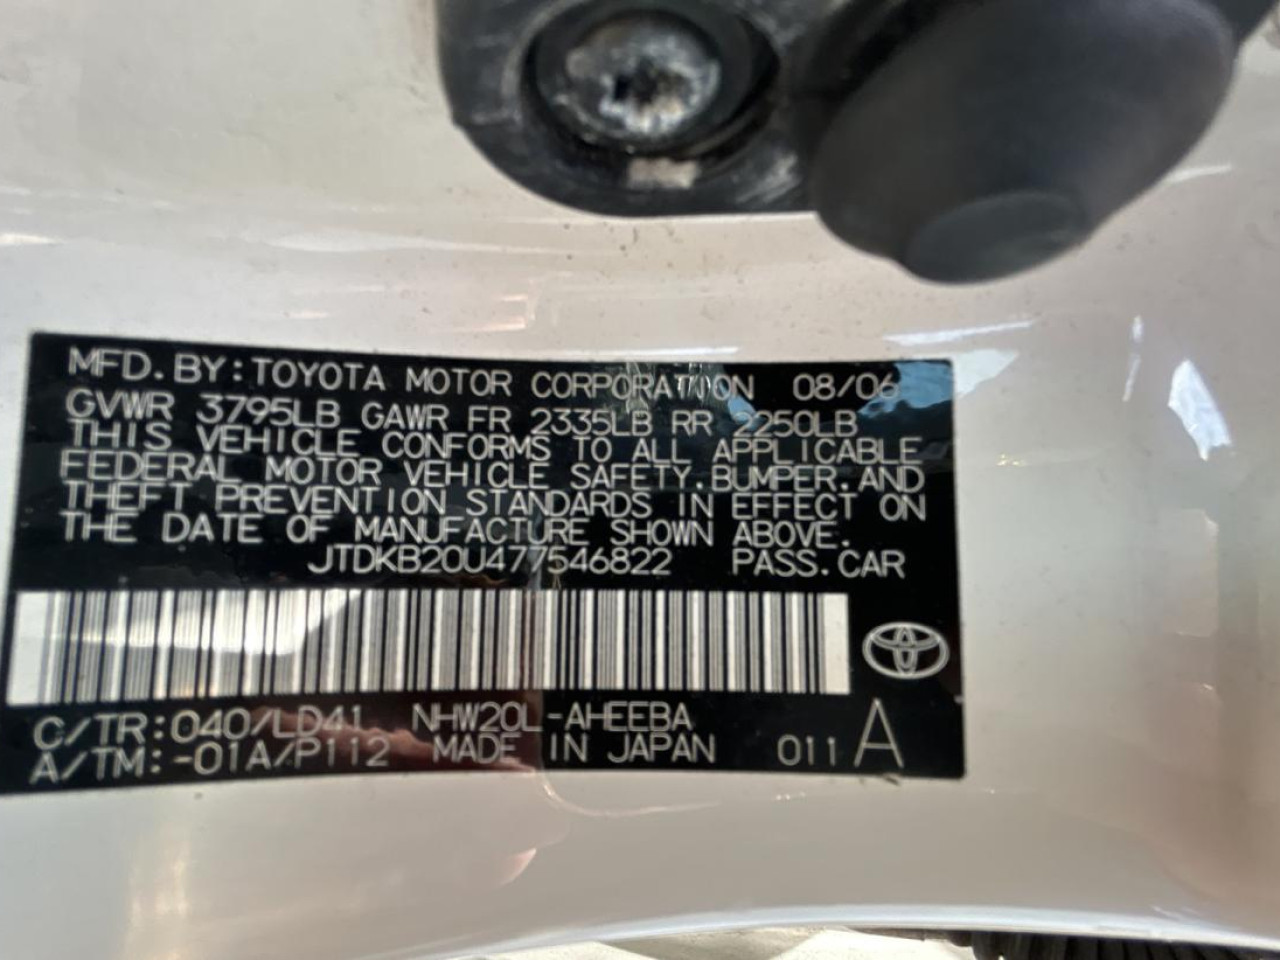 MFD. BY: TOYOTA MOTOR CORPORATION 08/06
GVWR 3795LB GAWR FR 2335LB RR 2250LB
THIS VEHICLE CONFORMS TO ALL APPLICABLE
FEDERAL MOTOR VEHICLE SAFETY, BUMPER, AND
THEFT PREVENTION STANDARDS IN EFFECT ON
THE DATE OF MANUFACTURE SHOWN ABOVE.
JTDKB20U477546822 PASS. CAR
C/TR: 040/LD41 NHW20L-AHEEBA
A/TM: -01A/P112 MADE IN JAPAN 011 A